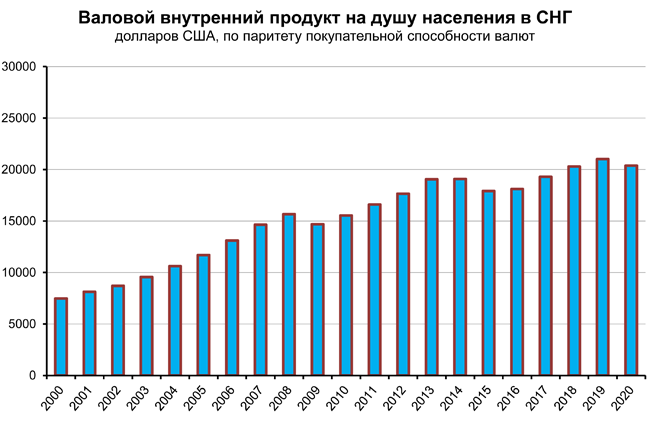 Валовой внутренний продукт на душу населения в СНГ
долларов США, по паритету покупательной способности валют
30000
25000
20000
15000
10000
5000
0
2000 2001 2002 2003 2004 2005 2006 2007 2008 2009 2010 2011 2012 2013 2014 2015 2016 2017 2018 2019 2020